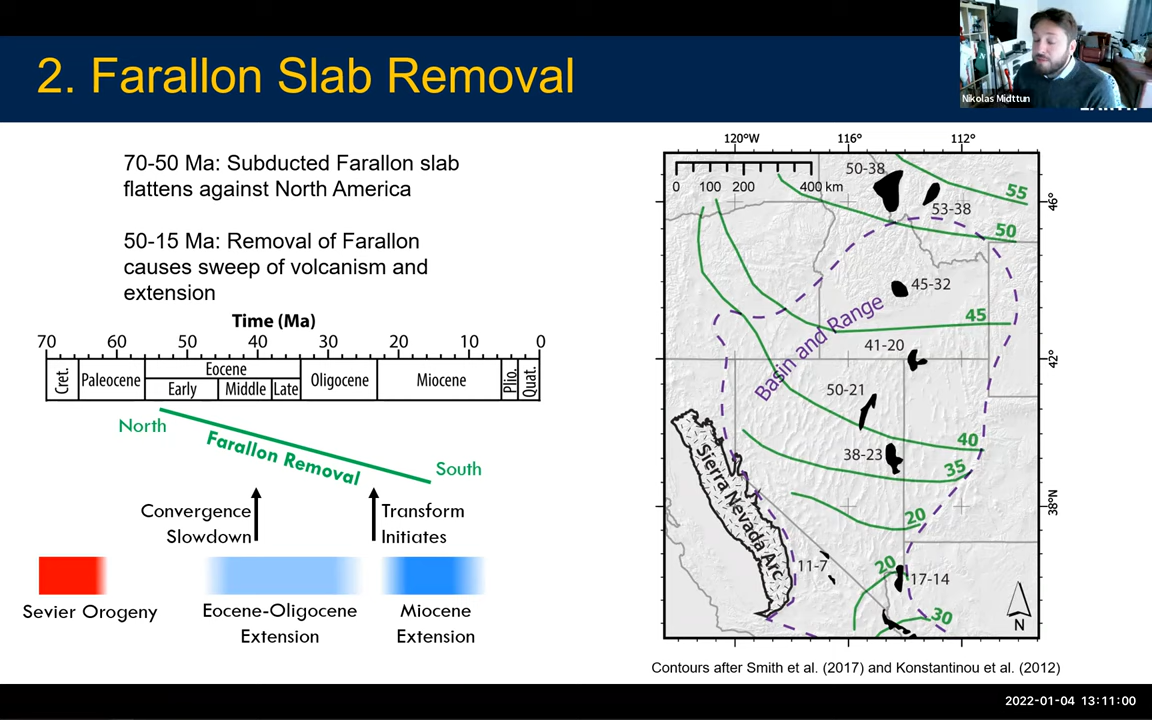 2. Farallon Slab Removal
Nikolas Midttun
70-50 Ma: Subducted Farallon slab
flattens against North America
50-15 Ma: Removal of Farallon
causes sweep of volcanism and
extension
Time (Ma)
70 60 50 40 30 20 10 0
Cret.
Paleocene
Eocene
Early
Middle
Late
Oligocene
Miocene
Plio.
Quat.
North
Farallon Removal
South
Convergence
Slowdown
Transform
Initiates
Sevier Orogeny
Eocene-Oligocene
Extension
Miocene
Extension
120°W 116° 112°
0 100 200 400 km
50-38
53-38
55
46°
50
45-32
45
Basin and Range
41-20
42°
50-21
40
38-23
35
Sierra Nevada Arc
38°N
20
11-7
20
17-14
30
N
Contours after Smith et al. (2017) and Konstantinou et al. (2012)
2022-01-04 13:11:00